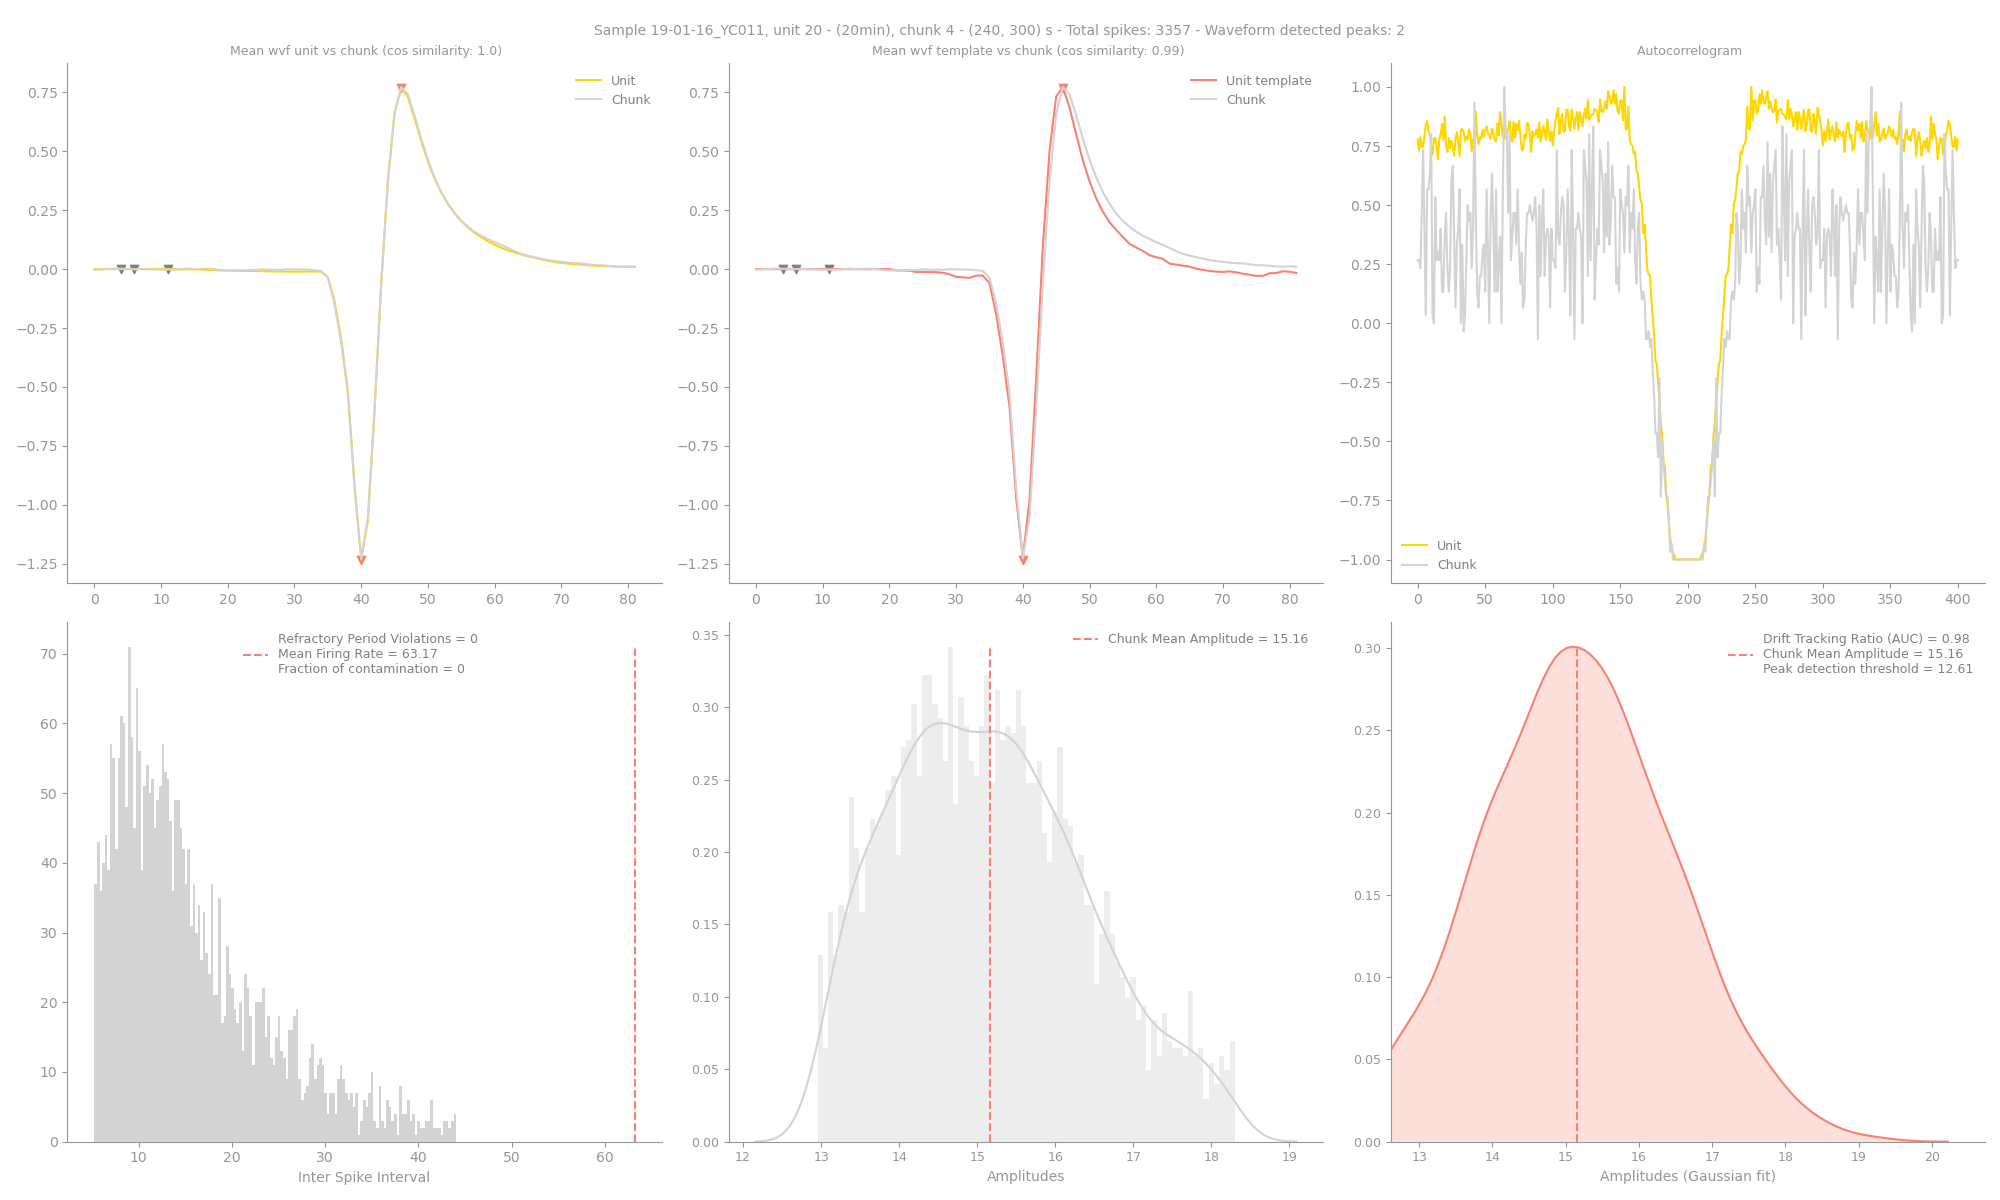 Sample 19-01-16_YC011, unit 20 - (20min), chunk 4 - (240, 300) s - Total spikes: 3357 - Waveform detected peaks: 2
Mean wvf unit vs chunk (cos similarity: 1.0)
Unit
Chunk
0.75
0.50
0.25
0.00
−0.25
−0.50
−0.75
−1.00
−1.25
0 10 20 30 40 50 60 70 80
Mean wvf template vs chunk (cos similarity: 0.99)
Unit template
Chunk
0.75
0.50
0.25
0.00
−0.25
−0.50
−0.75
−1.00
−1.25
0 10 20 30 40 50 60 70 80
Autocorrelogram
1.00
0.75
0.50
0.25
0.00
−0.25
−0.50
−0.75
−1.00
Unit
Chunk
0 50 100 150 200 250 300 350 400
Refractory Period Violations = 0
Mean Firing Rate = 63.17
Fraction of contamination = 0
70
60
50
40
30
20
10
0
10 20 30 40 50 60
Inter Spike Interval
Chunk Mean Amplitude = 15.16
0.35
0.30
0.25
0.20
0.15
0.10
0.05
0.00
12 13 14 15 16 17 18 19
Amplitudes
Drift Tracking Ratio (AUC) = 0.98
Chunk Mean Amplitude = 15.16
Peak detection threshold = 12.61
0.30
0.25
0.20
0.15
0.10
0.05
0.00
13 14 15 16 17 18 19 20
Amplitudes (Gaussian fit)